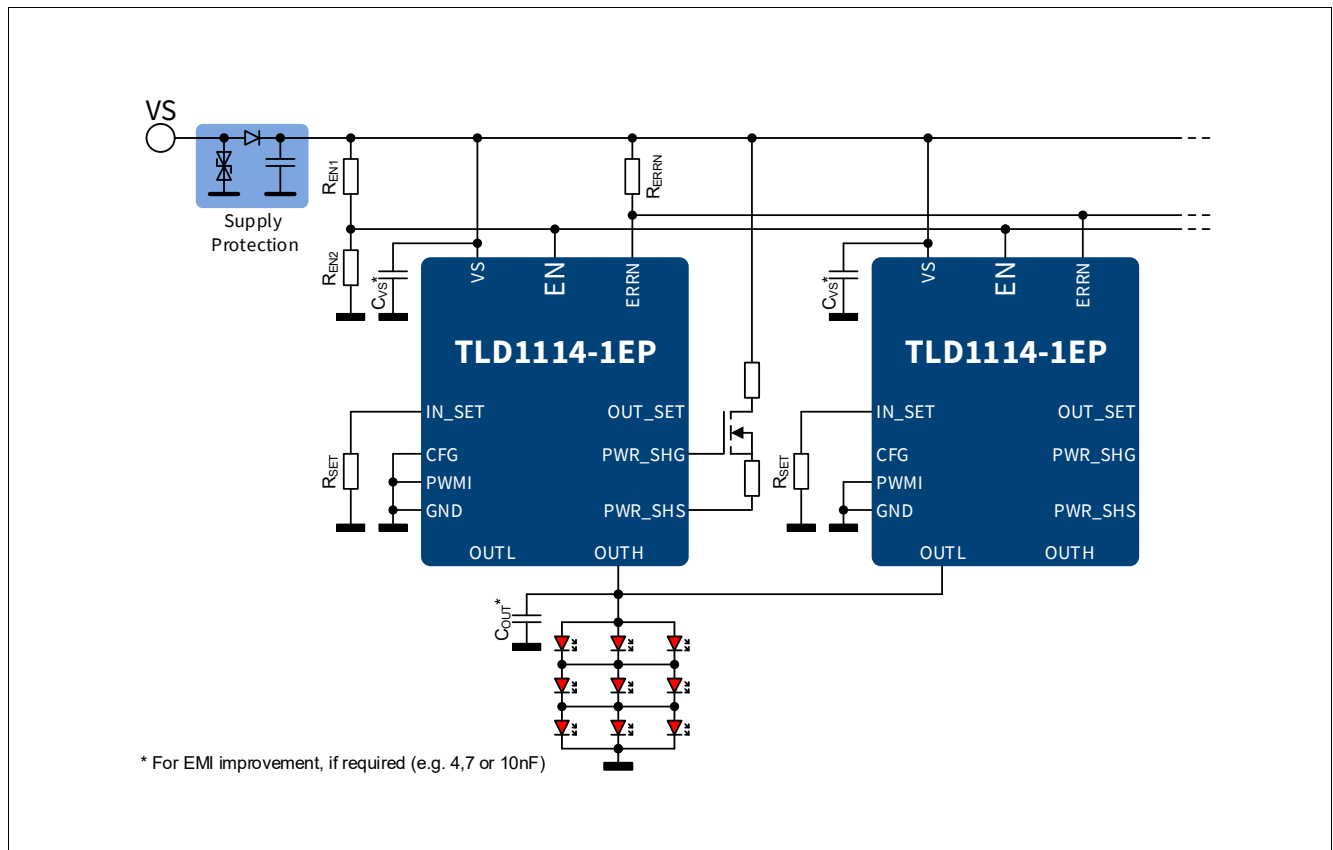 VS
Supply
Protection
REN1
REN2
RERRN
CVS*
VS
EN
ERRN
TLD1114-1EP
IN_SET
OUT_SET
CFG
PWR_SHG
PWMI
GND
PWR_SHS
OUTL
OUTH
RSET
CVS*
VS
EN
ERRN
TLD1114-1EP
IN_SET
OUT_SET
CFG
PWR_SHG
PWMI
GND
PWR_SHS
OUTL
OUTH
RSET
COUT*
* For EMI improvement, if required (e.g. 4,7 or 10nF)